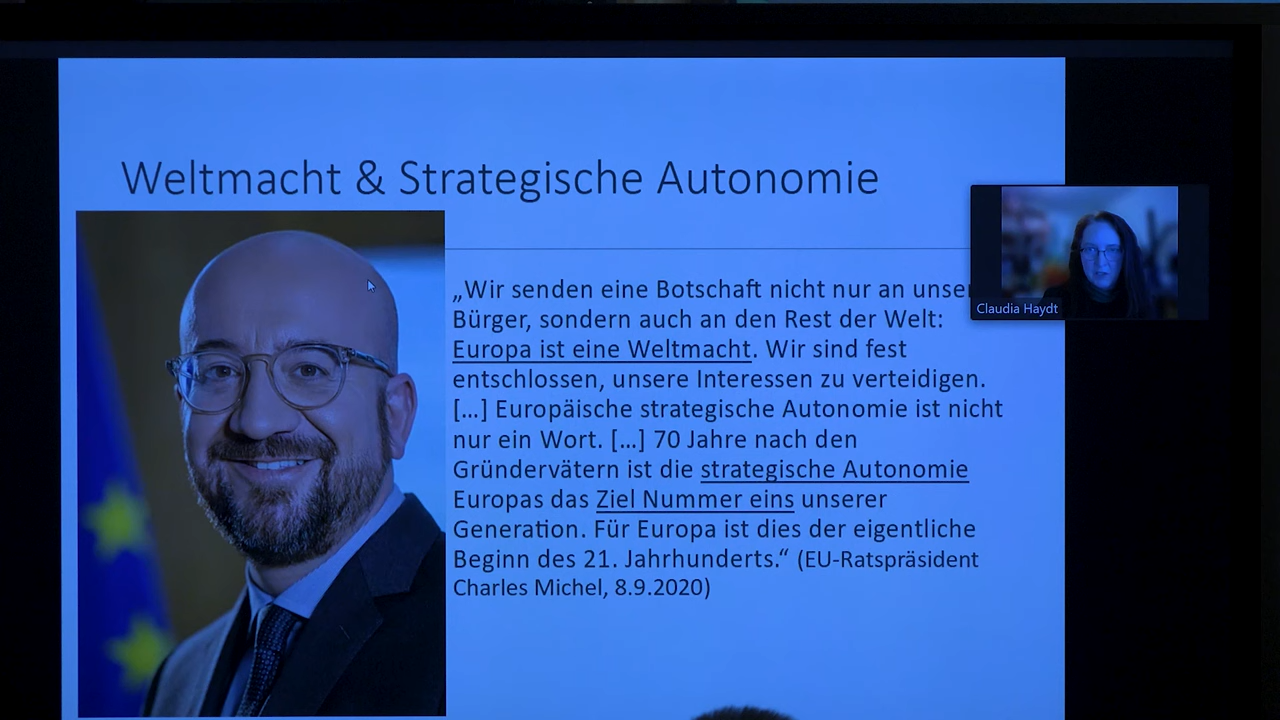 Weltmacht & Strategische Autonomie
„Wir senden eine Botschaft nicht nur an
Bürger, sondern auch an den Rest der Welt:
Europa ist eine Weltmacht. Wir sind fest
entschlossen, unsere Interessen zu verteidigen.
[…] Europäische strategische Autonomie ist nicht
nur ein Wort. […] 70 Jahre nach den
Gründervätern ist die strategische Autonomie
Europas das Ziel Nummer eins unserer
Generation. Für Europa ist dies der eigentliche
Beginn des 21. Jahrhunderts.“ (EU-Ratspräsident
Charles Michel, 8.9.2020)
Claudia Haydt